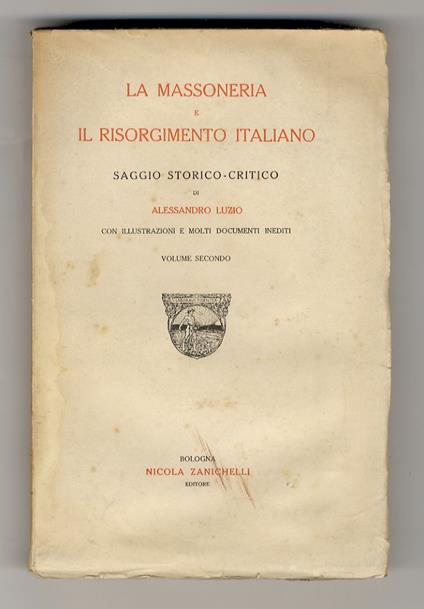 LA MASSONERIA
E
IL RISORGIMENTO ITALIANO
SAGGIO STORICO-CRITICO
DI
ALESSANDRO LUZIO
CON ILLUSTRAZIONI E MOLTI DOCUMENTI INEDITI
VOLUME SECONDO
BOLOGNA
NICOLA ZANICHELLI
EDITORE